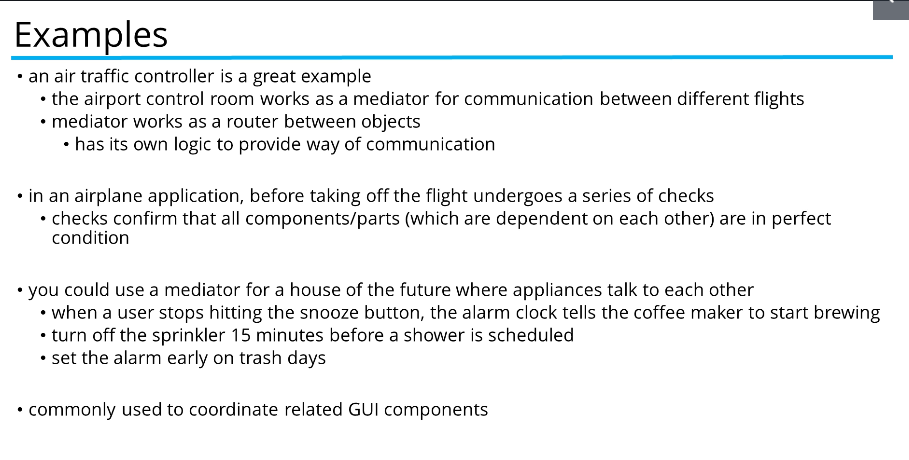 Examples
• an air traffic controller is a great example
• the airport control room works as a mediator for communication between different flights
• mediator works as a router between objects
• has its own logic to provide way of communication
• in an airplane application, before taking off the flight undergoes a series of checks
• checks confirm that all components/parts (which are dependent on each other) are in perfect
condition
• you could use a mediator for a house of the future where appliances talk to each other
• when a user stops hitting the snooze button, the alarm clock tells the coffee maker to start brewing
• turn off the sprinkler 15 minutes before a shower is scheduled
• set the alarm early on trash days
• commonly used to coordinate related GUI components